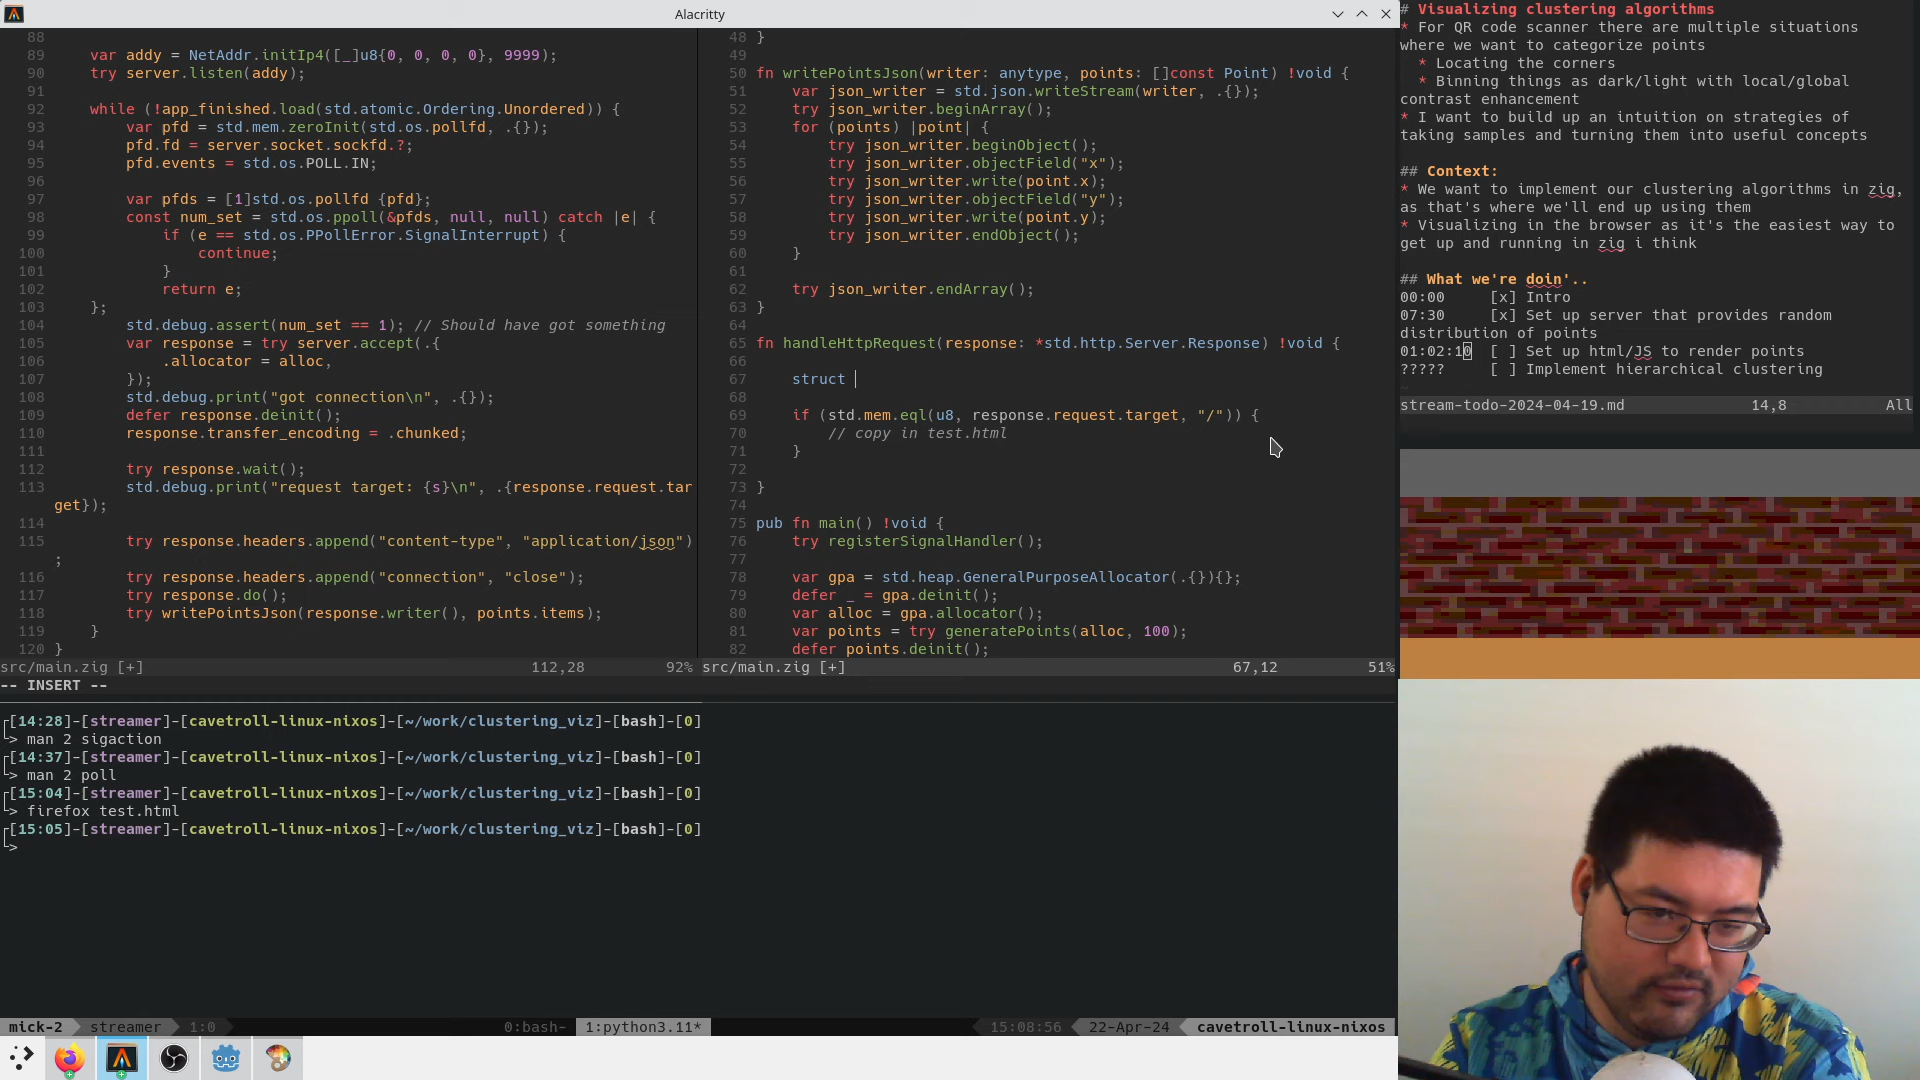 Alacritty
88
89     var addy = NetAddr.initIp4([_]u8{0, 0, 0, 0}, 9999);
90     try server.listen(addy);
91
92     while (!app_finished.load(std.atomic.Ordering.Unordered)) {
93         var pfd = std.mem.zeroInit(std.os.pollfd, .{});
94         pfd.fd = server.socket.sockfd.?;
95         pfd.events = std.os.POLL.IN;
96
97         var pfds = [1]std.os.pollfd {pfd};
98         const num_set = std.os.ppoll(&pfds, null, null) catch |e| {
99             if (e == std.os.PPollError.SignalInterrupt) {
100                 continue;
101             }
102             return e;
103     };
104         std.debug.assert(num_set == 1); // Should have got something
105         var response = try server.accept(.{
106             .allocator = alloc,
107         });
108         std.debug.print("got connection\n", .{});
109         defer response.deinit();
110         response.transfer_encoding = .chunked;
111
112         try response.wait();
113         std.debug.print("request target: {s}\n", .{response.request.tar
get});
114
115         try response.headers.append("content-type", "application/json")
;
116         try response.headers.append("connection", "close");
117         try response.do();
118         try writePointsJson(response.writer(), points.items);
119     }
120 }
src/main.zig [+] 112,28 92%
-- INSERT --
48 }
49
50 fn writePointsJson(writer: anytype, points: []const Point) !void {
51     var json_writer = std.json.writeStream(writer, .{});
52     try json_writer.beginArray();
53     for (points) |point| {
54         try json_writer.beginObject();
55         try json_writer.objectField("x");
56         try json_writer.write(point.x);
57         try json_writer.objectField("y");
58         try json_writer.write(point.y);
59         try json_writer.endObject();
60     }
61
62     try json_writer.endArray();
63 }
64
65 fn handleHttpRequest(response: *std.http.Server.Response) !void {
66
67     struct
68
69     if (std.mem.eql(u8, response.request.target, "/")) {
70         // copy in test.html
71     }
72
73 }
74
75 pub fn main() !void {
76     try registerSignalHandler();
77
78     var gpa = std.heap.GeneralPurposeAllocator(.{}){};
79     defer _ = gpa.deinit();
80     var alloc = gpa.allocator();
81     var points = try generatePoints(alloc, 100);
82     defer points.deinit();
src/main.zig [+] 67,12 51%
┌[14:28]-[streamer]-[cavetroll-linux-nixos]-[~/work/clustering_viz]-[bash]-[0]
└> man 2 sigaction
┌[14:37]-[streamer]-[cavetroll-linux-nixos]-[~/work/clustering_viz]-[bash]-[0]
└> man 2 poll
┌[15:04]-[streamer]-[cavetroll-linux-nixos]-[~/work/clustering_viz]-[bash]-[0]
└> firefox test.html
┌[15:05]-[streamer]-[cavetroll-linux-nixos]-[~/work/clustering_viz]-[bash]-[0]
└>
mick-2 streamer 1:0 0:bash- 1:python3.11* 15:08:56 22-Apr-24 cavetroll-linux-nixos
# Visualizing clustering algorithms
* For QR code scanner there are multiple situations
where we want to categorize points
  * Locating the corners
  * Binning things as dark/light with local/global
contrast enhancement
* I want to build up an intuition on strategies of
taking samples and turning them into useful concepts

## Context:
* We want to implement our clustering algorithms in zig,
as that's where we'll end up using them
* Visualizing in the browser as it's the easiest way to
get up and running in zig i think

## What we're doin'..
00:00     [x] Intro
07:30     [x] Set up server that provides random
distribution of points
01:02:10  [ ] Set up html/JS to render points
?????     [ ] Implement hierarchical clustering
~
stream-todo-2024-04-19.md 14,8 All